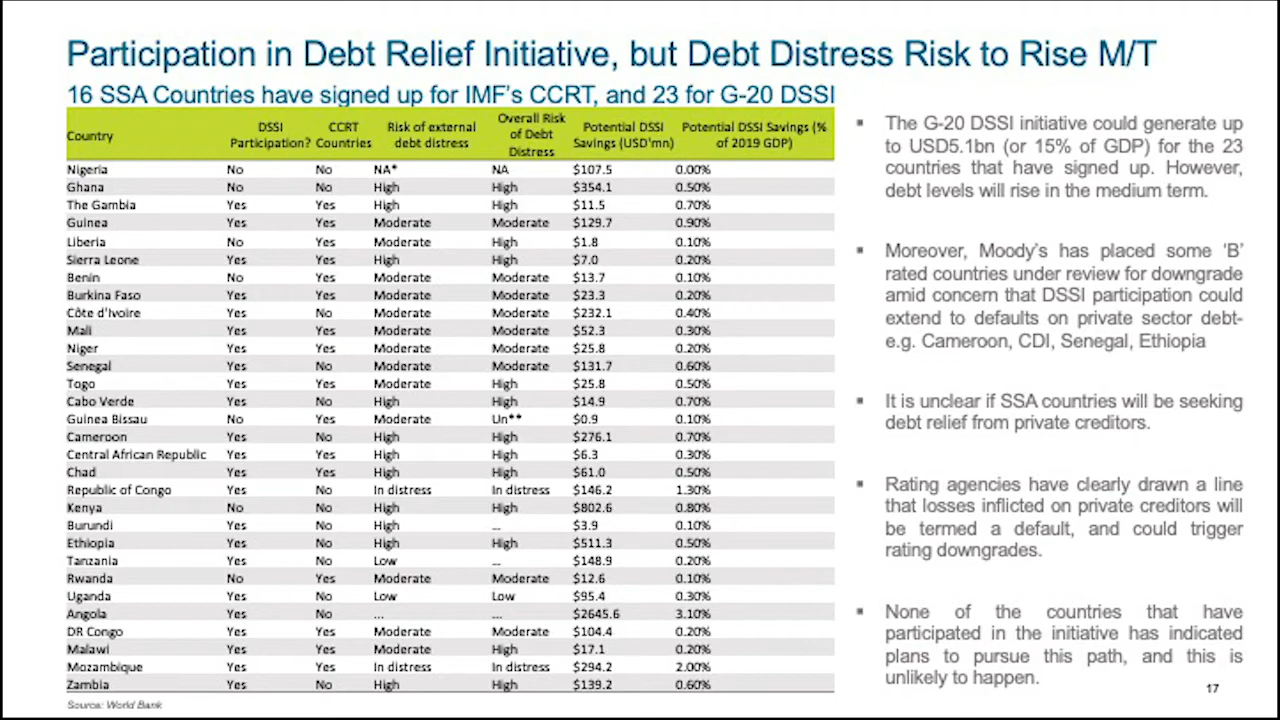 Participation in Debt Relief Initiative, but Debt Distress Risk to Rise M/T
16 SSA Countries have signed up for IMF's CCRT, and 23 for G-20 DSSI
Country DSSI Participation? CCRT Countries Risk of external debt distress Overall Risk of Debt Distress Potential DSSI Savings (USD'mn) Potential DSSI Savings (% of 2019 GDP)
Nigeria No No NA* NA $107.5 0.00%
Ghana No No High High $354.1 0.50%
The Gambia Yes Yes High High $11.5 0.70%
Guinea Yes Yes Moderate Moderate $129.7 0.90%
Liberia No Yes Moderate High $1.8 0.10%
Sierra Leone Yes Yes High High $7.0 0.20%
Benin No Yes Moderate Moderate $13.7 0.10%
Burkina Faso Yes Yes Moderate Moderate $23.3 0.20%
Côte d'Ivoire Yes No Moderate Moderate $232.1 0.40%
Mali Yes Yes Moderate Moderate $52.3 0.30%
Niger Yes Yes Moderate Moderate $25.8 0.20%
Senegal Yes No Moderate Moderate $131.7 0.60%
Togo Yes Yes Moderate High $25.8 0.50%
Cabo Verde Yes No High High $14.9 0.70%
Guinea Bissau No Yes Moderate Un** $0.9 0.10%
Cameroon Yes No High High $276.1 0.70%
Central African Republic Yes Yes High High $6.3 0.30%
Chad Yes Yes High High $61.0 0.50%
Republic of Congo Yes No In distress In distress $146.2 1.30%
Kenya No No High High $802.6 0.80%
Burundi Yes No High ... $3.9 0.10%
Ethiopia Yes No High High $511.3 0.50%
Tanzania Yes No Low ... $148.9 0.20%
Rwanda No Yes Moderate Moderate $12.6 0.10%
Uganda Yes No Low Low $95.4 0.30%
Angola Yes No ... ... $2645.6 3.10%
DR Congo Yes Yes Moderate Moderate $104.4 0.20%
Malawi Yes Yes Moderate High $17.1 0.20%
Mozambique Yes Yes In distress In distress $294.2 2.00%
Zambia Yes No High High $139.2 0.60%
Source: World Bank
▪ The G-20 DSSI initiative could generate up
to USD5.1bn (or 15% of GDP) for the 23
countries that have signed up. However,
debt levels will rise in the medium term.
▪ Moreover, Moody's has placed some 'B'
rated countries under review for downgrade
amid concern that DSSI participation could
extend to defaults on private sector debt-
e.g. Cameroon, CDI, Senegal, Ethiopia
▪ It is unclear if SSA countries will be seeking
debt relief from private creditors.
▪ Rating agencies have clearly drawn a line
that losses inflicted on private creditors will
be termed a default, and could trigger
rating downgrades.
▪ None of the countries that have
participated in the initiative has indicated
plans to pursue this path, and this is
unlikely to happen.
17